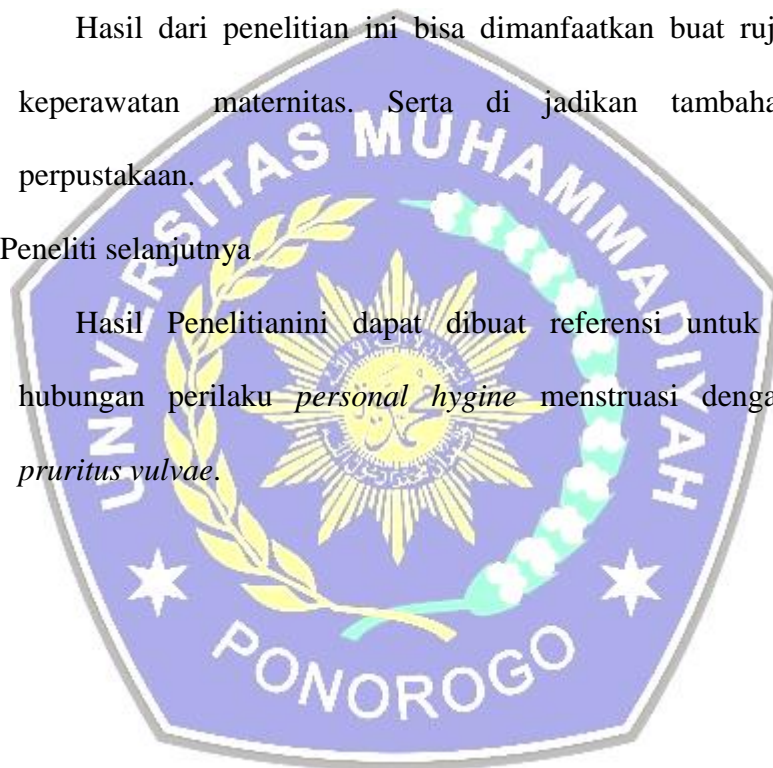 Hasil dari penelitian ini bisa dimanfaatkan buat ruj
keperawatan maternitas. Serta di jadikan tambaha
perpustakaan.
Peneliti selanjutnya
Hasil Penelitianini dapat dibuat referensi untuk
hubungan perilaku personal hygine menstruasi denga
pruritus vulvae.
UNIVERSITAS MUHAMMADIYAH
PONOROGO